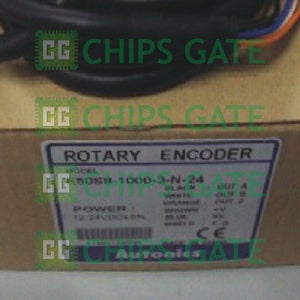 CHIPS GATE
CHIPS GATE
CHIPS GATE
ROTARY ENCODER
MODEL
E50S8-1000-3-N-24
BLACK : OUT A
WHITE : OUT B
POWER : ORANGE : OUT Z
12-24VDC±5% BROWN : +V
BLUE : 0V
SHIELD : F.G
CE
Autonics
CHIPS GATE